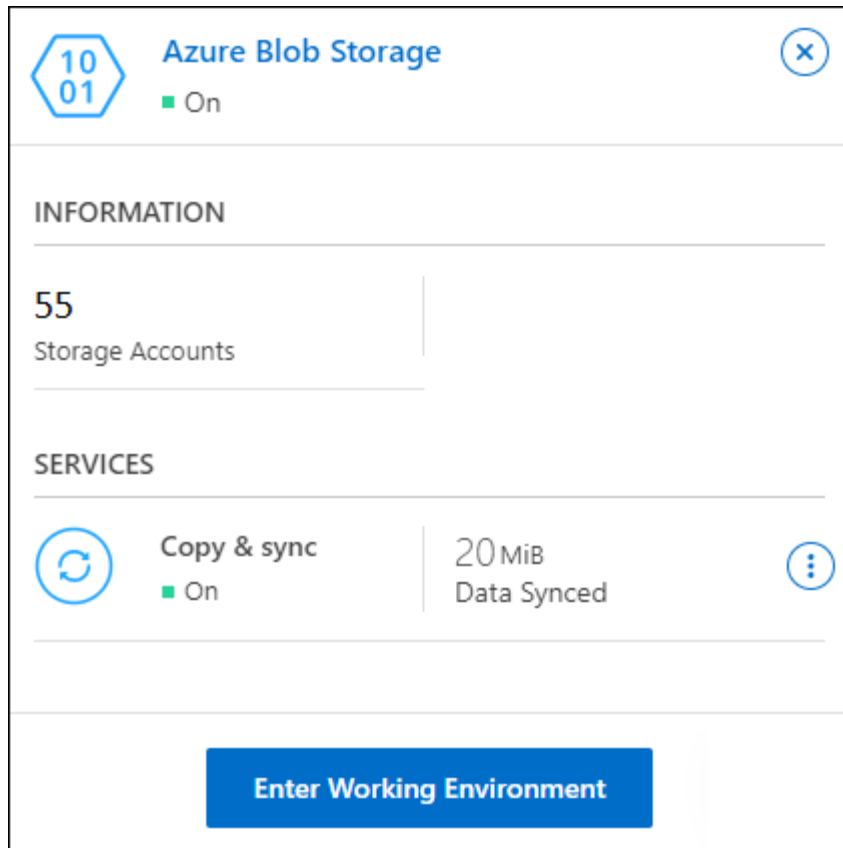 10
01
Azure Blob Storage
On
INFORMATION
55
Storage Accounts
SERVICES
Copy & sync
On
20 MiB
Data Synced
Enter Working Environment